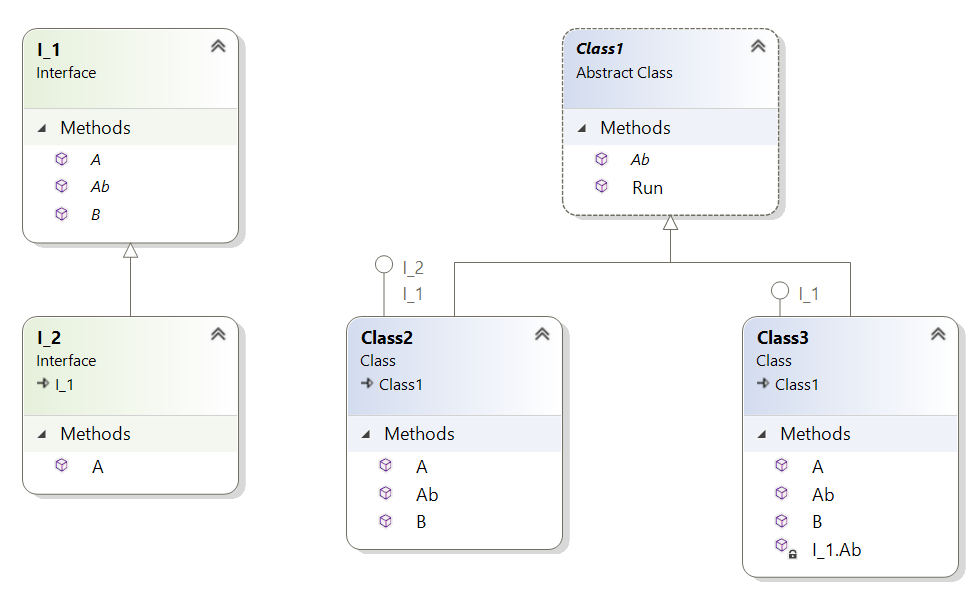 I_1
Interface
Methods
A
Ab
B
I_2
Interface
I_1
Methods
A
Class1
Abstract Class
Methods
Ab
Run
I_2
I_1
Class2
Class
Class1
Methods
A
Ab
B
I_1
Class3
Class
Class1
Methods
A
Ab
B
I_1.Ab